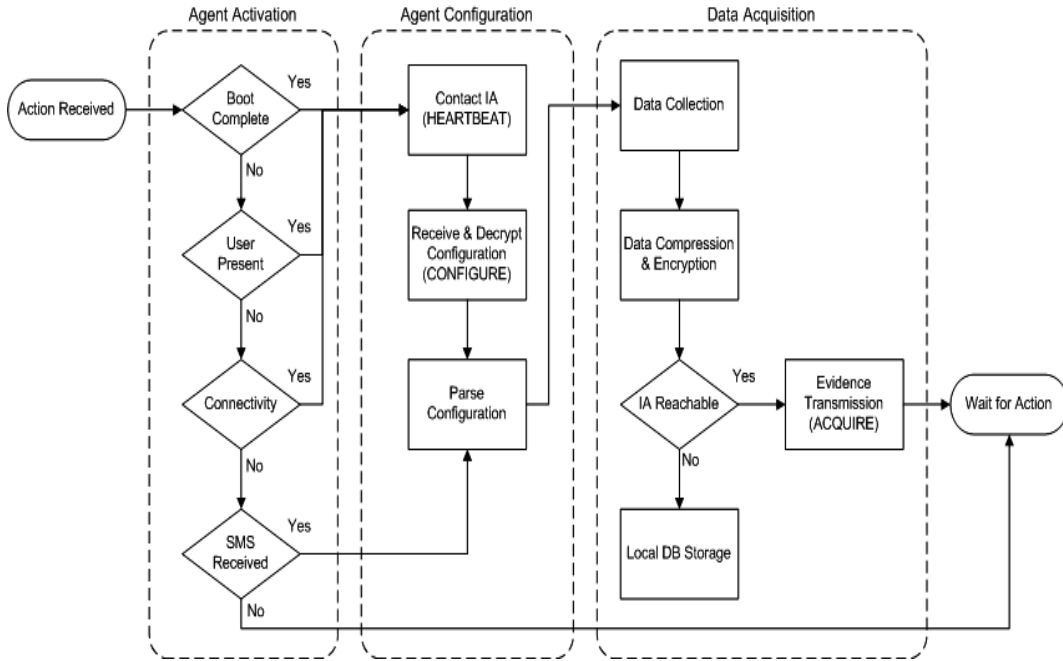 Agent Activation
Agent Configuration
Data Acquisition
Action Received
Boot
Complete
Yes
No
User
Present
Yes
No
Connectivity
Yes
No
SMS
Received
Yes
No
Contact IA
(HEARTBEAT)
Receive & Decrypt
Configuration
(CONFIGURE)
Parse
Configuration
Data Collection
Data Compression
& Encryption
IA Reachable
Yes
No
Evidence
Transmission
(ACQUIRE)
Local DB Storage
Wait for Action